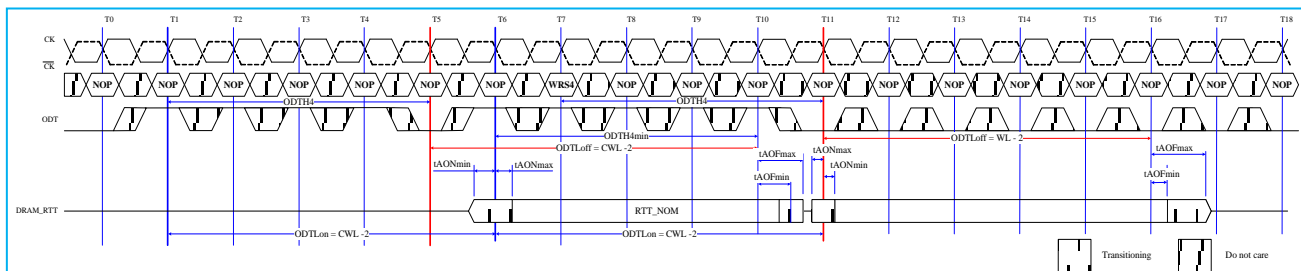 T0 T1 T2 T3 T4 T5 T6 T7 T8 T9 T10 T11 T12 T13 T14 T15 T16 T17 T18
CK
CK
NOP NOP NOP NOP NOP NOP NOP WRS4 NOP NOP NOP NOP NOP NOP NOP NOP NOP NOP NOP
ODTH4 ODTH4
ODT
ODTH4min ODTLoff = WL - 2
ODTLoff = CWL -2 tAOFmax tAONmax tAOFmax
tAONmin tAONmax tAOFmin tAONmin tAOFmin
DRAM_RTT RTT_NOM
ODTLon = CWL -2 ODTLon = CWL -2
Transitioning Do not care